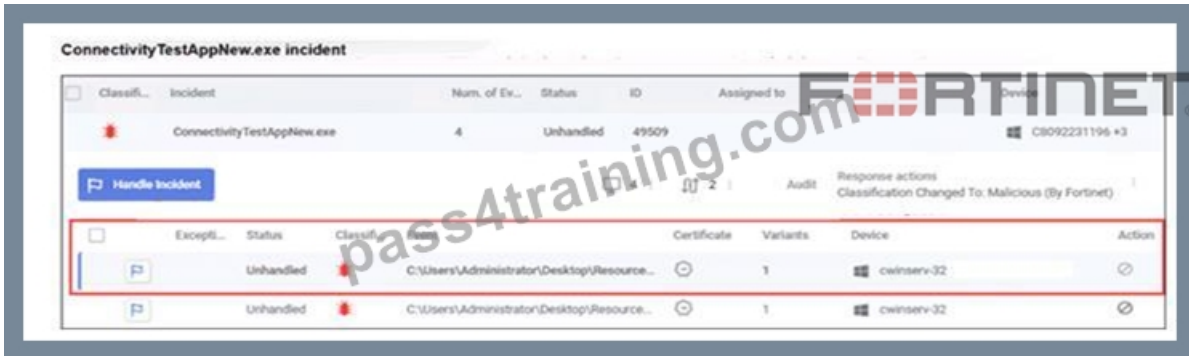 ConnectivityTestAppNew.exe incident
FORTINET
Classifi... Incident Num. of Ev... Status ID Assigned to Device
ConnectivityTestAppNew.exe 4 Unhandled 49509 C8092231196 +3
pass4training.com
Handle Incident 4 2 Audit Response actions
Classification Changed To: Malicious (By Fortinet)
Excepti... Status Classifi... Certificate Variants Device Action
Unhandled C:\Users\Administrator\Desktop\Resource... 1 cwinserv-32
Unhandled C:\Users\Administrator\Desktop\Resource... 1 cwinserv-32